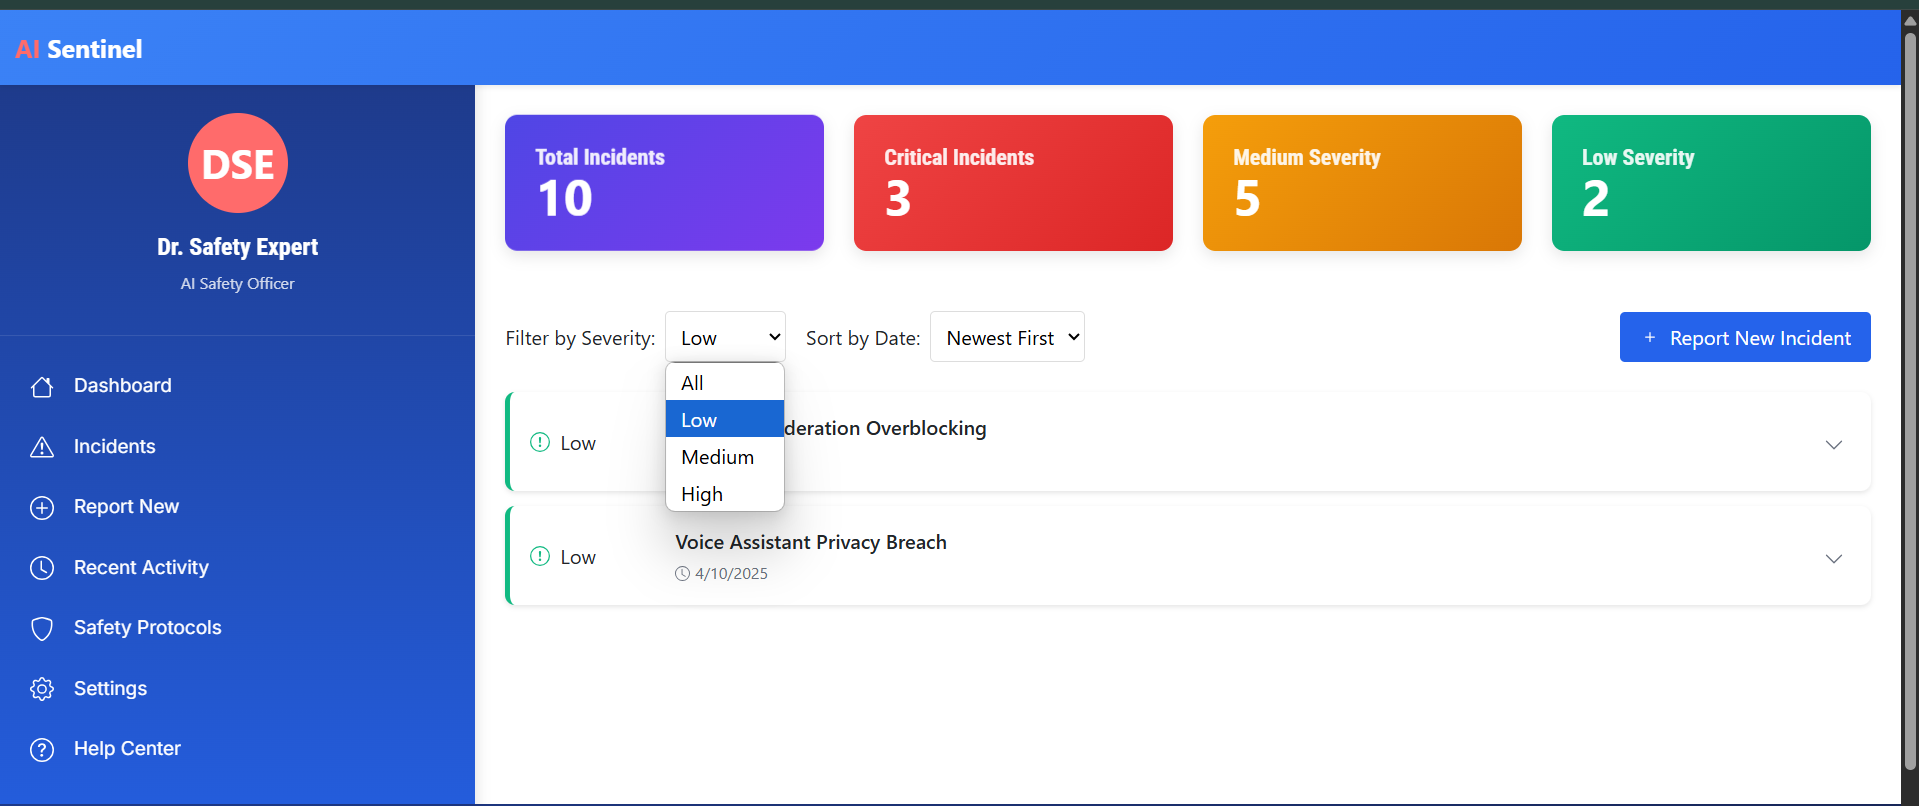 AI Sentinel
DSE
Dr. Safety Expert
AI Safety Officer
Dashboard
Incidents
Report New
Recent Activity
Safety Protocols
Settings
Help Center
Total Incidents
10
Critical Incidents
3
Medium Severity
5
Low Severity
2
Filter by Severity: Low Sort by Date: Newest First
+ Report New Incident
All
Low
Medium
High
Low
Overblocking
Low
Voice Assistant Privacy Breach
4/10/2025